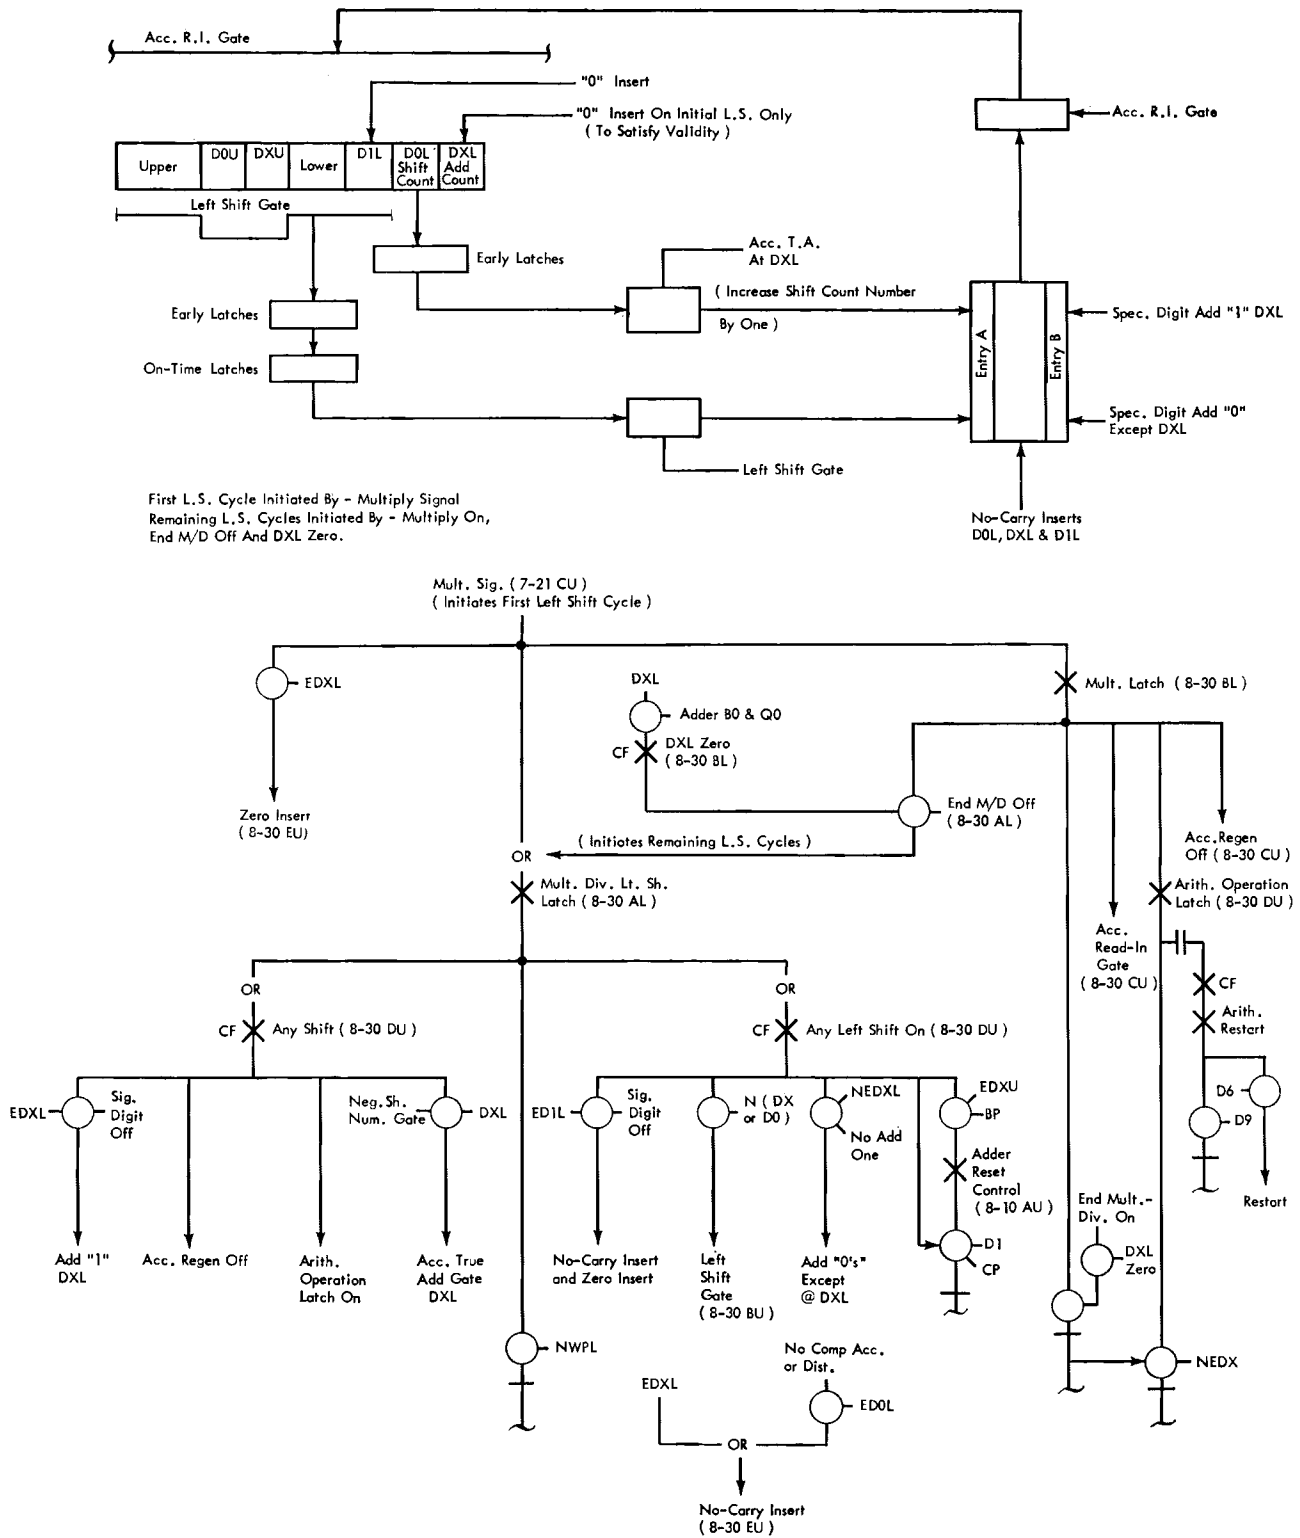 Acc. R.I. Gate
"0" Insert
"0" Insert On Initial L.S. Only
( To Satisfy Validity )
Acc. R.I. Gate
Upper
D0U
DXU
Lower
D1L
D0L
Shift
Count
DXL
Add
Count
Left Shift Gate
Early Latches
Acc. T.A.
At DXL
( Increase Shift Count Number
By One )
Early Latches
On-Time Latches
Entry A
Entry B
Spec. Digit Add "1" DXL
Spec. Digit Add "0"
Except DXL
Left Shift Gate
No-Carry Inserts
D0L, DXL & D1L
First L.S. Cycle Initiated By - Multiply Signal
Remaining L.S. Cycles Initiated By - Multiply On,
End M/D Off And DXL Zero.
Mult. Sig. ( 7-21 CU )
( Initiates First Left Shift Cycle )
EDXL
DXL
Adder B0 & Q0
CF
DXL Zero
( 8-30 BL )
Mult. Latch ( 8-30 BL )
Zero Insert
( 8-30 EU )
End M/D Off
( 8-30 AL )
( Initiates Remaining L.S. Cycles )
OR
Acc.Regen
Off ( 8-30 CU )
Mult. Div. Lt. Sh.
Latch ( 8-30 AL )
Arith. Operation
Latch ( 8-30 DU )
Acc.
Read-In
Gate
( 8-30 CU )
CF
Arith.
Restart
OR
OR
CF
Any Shift ( 8-30 DU )
CF
Any Left Shift On ( 8-30 DU )
EDXL
Sig.
Digit
Off
Neg.Sh.
Num. Gate
DXL
ED1L
Sig.
Digit
Off
N ( DX
or D0 )
NEDXL
No Add
One
EDXU
BP
D6
D9
Adder
Reset
Control
( 8-10 AU )
Restart
End Mult.-
Div. On
DXL
Zero
D1
CP
Add "1"
DXL
Acc. Regen Off
Arith.
Operation
Latch On
Acc. True
Add Gate
DXL
No-Carry Insert
and Zero Insert
Left
Shift
Gate
( 8-30 BU )
Add "0's"
Except
@ DXL
NWPL
NEDX
No Comp Acc.
or Dist.
EDXL
ED0L
OR
No-Carry Insert
(8-30 EU )